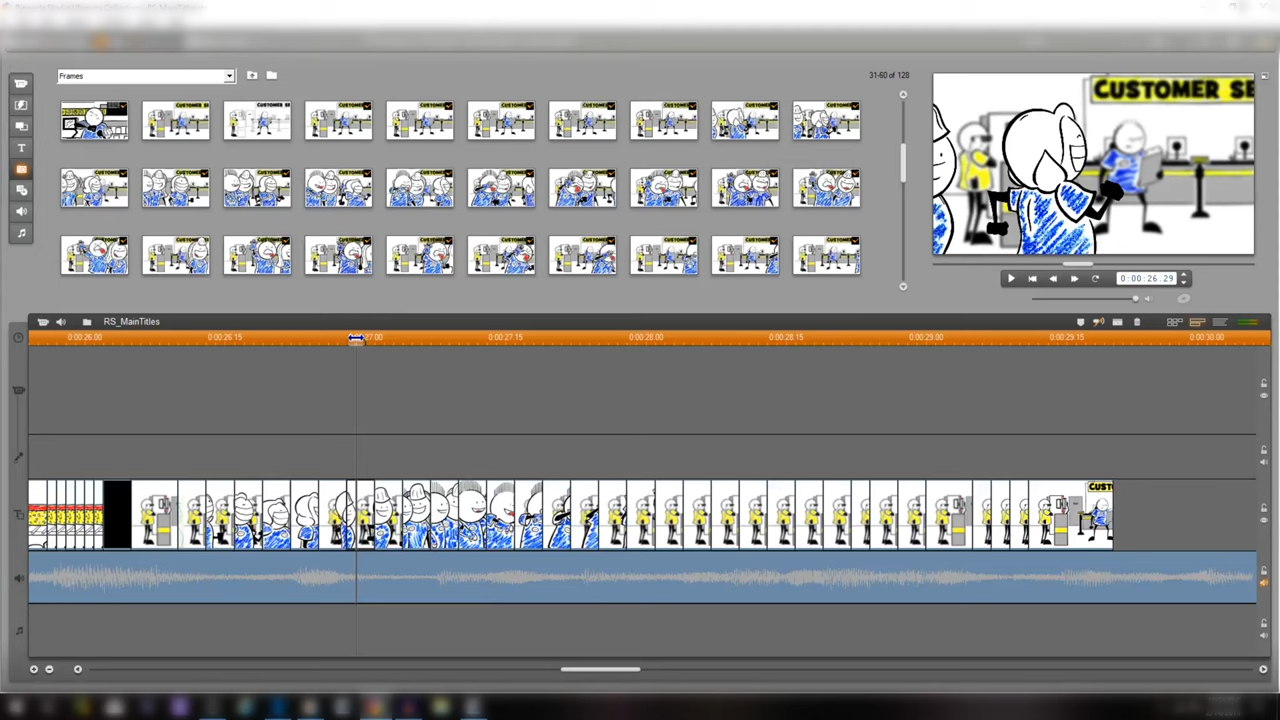 Frames
31-60 of 128
CUSTOMER SE
0:00:26.29
RS_MainTitles
0:00:26.00
0:00:26.15
27.00
0:00:27.15
0:00:28.00
0:00:28.15
0:00:29.00
0:00:29.15
0:00:30.00
T
CUST